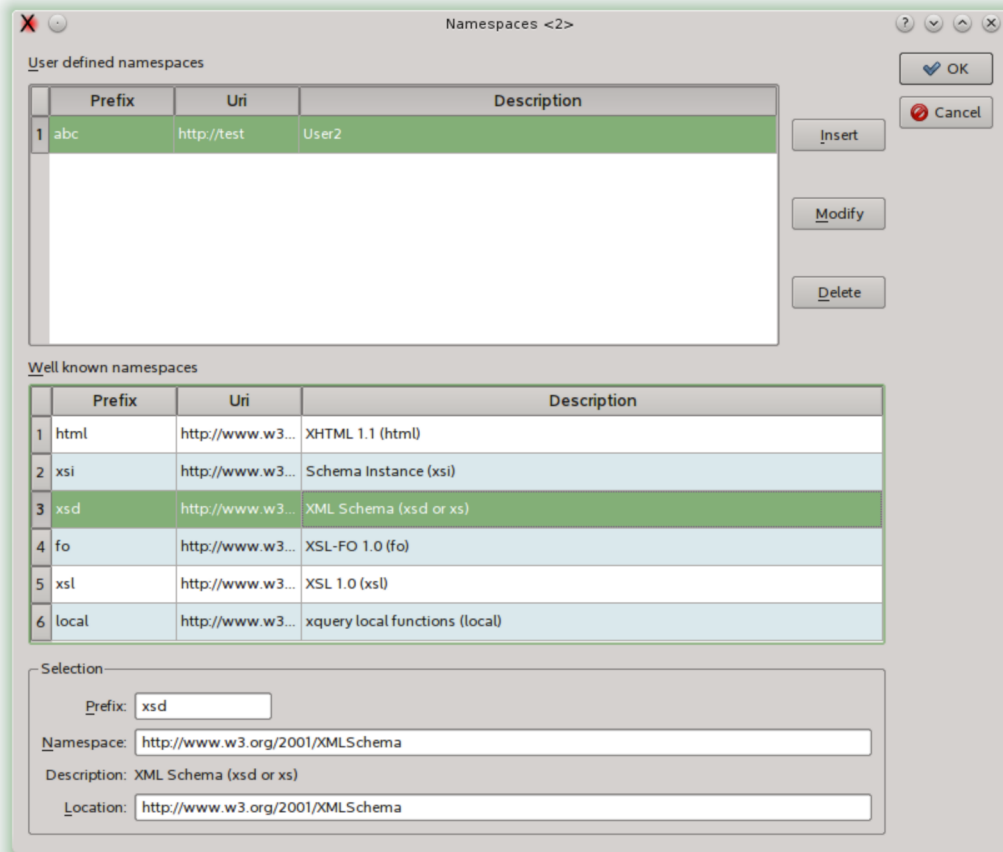 Namespaces <2>
User defined namespaces
OK
Prefix Uri Description
Cancel
1 abc http://test User2
Insert
Modify
Delete
Well known namespaces
Prefix Uri Description
1 html http://www.w3... XHTML 1.1 (html)
2 xsi http://www.w3... Schema Instance (xsi)
3 xsd http://www.w3... XML Schema (xsd or xs)
4 fo http://www.w3... XSL-FO 1.0 (fo)
5 xsl http://www.w3... XSL 1.0 (xsl)
6 local http://www.w3... xquery local functions (local)
Selection
Prefix: xsd
Namespace: http://www.w3.org/2001/XMLSchema
Description: XML Schema (xsd or xs)
Location: http://www.w3.org/2001/XMLSchema